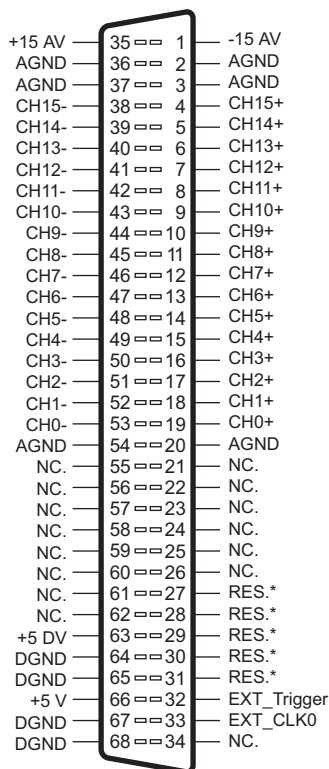 +15 AV 35 1 -15 AV
AGND 36 2 AGND
AGND 37 3 AGND
CH15- 38 4 CH15+
CH14- 39 5 CH14+
CH13- 40 6 CH13+
CH12- 41 7 CH12+
CH11- 42 8 CH11+
CH10- 43 9 CH10+
CH9- 44 10 CH9+
CH8- 45 11 CH8+
CH7- 46 12 CH7+
CH6- 47 13 CH6+
CH5- 48 14 CH5+
CH4- 49 15 CH4+
CH3- 50 16 CH3+
CH2- 51 17 CH2+
CH1- 52 18 CH1+
CH0- 53 19 CH0+
AGND 54 20 AGND
NC. 55 21 NC.
NC. 56 22 NC.
NC. 57 23 NC.
NC. 58 24 NC.
NC. 59 25 NC.
NC. 60 26 NC.
NC. 61 27 RES.*
NC. 62 28 RES.*
+5 DV 63 29 RES.*
DGND 64 30 RES.*
DGND 65 31 RES.*
+5 V 66 32 EXT_Trigger
DGND 67 33 EXT_CLK0
DGND 68 34 NC.